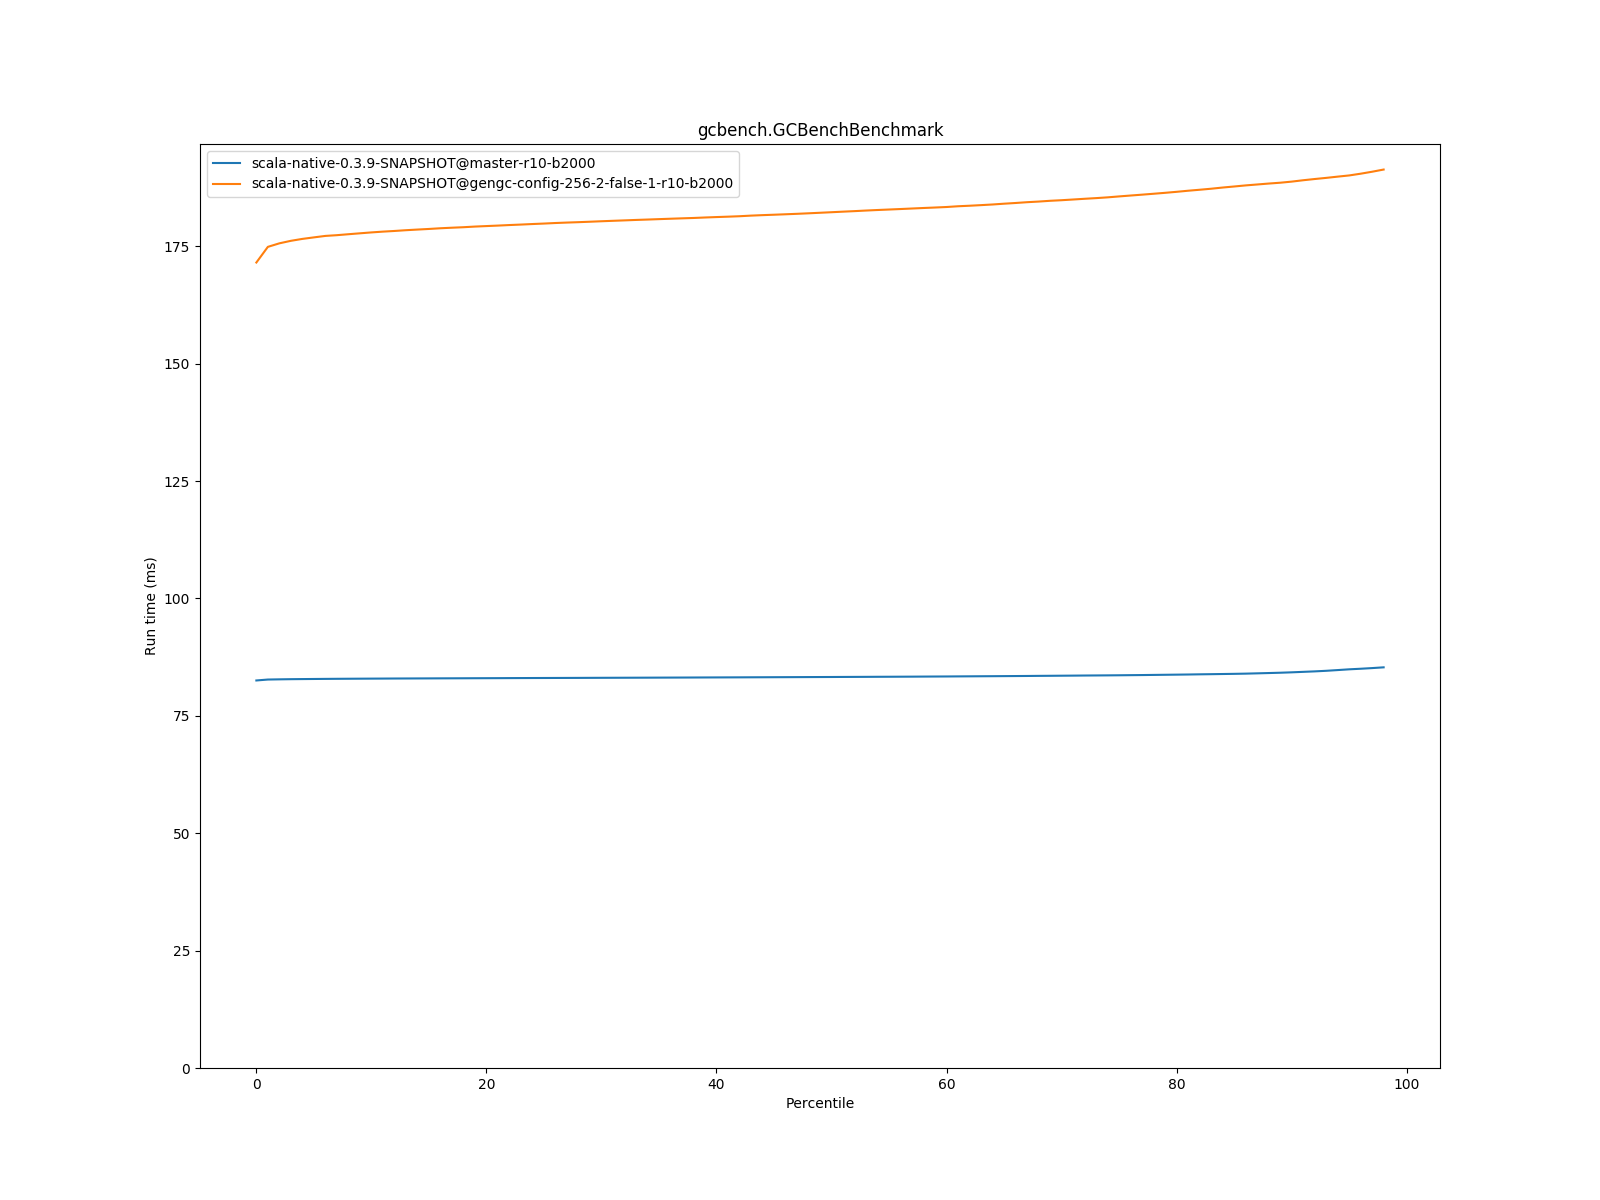 gcbench.GCBenchBenchmark
scala-native-0.3.9-SNAPSHOT@master-r10-b2000
scala-native-0.3.9-SNAPSHOT@gengc-config-256-2-false-1-r10-b2000
175
150
125
100
75
50
25
0
Run time (ms)
0 20 40 60 80 100
Percentile